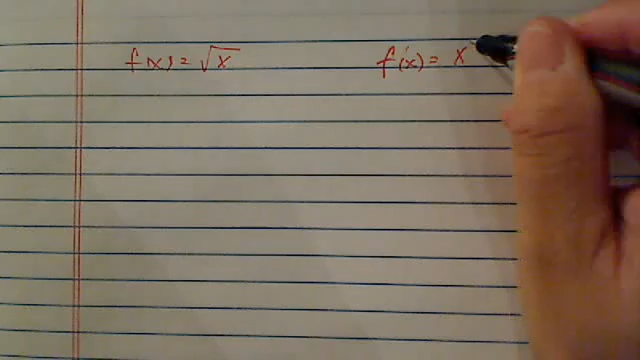 f(x) = √x f'(x) = x